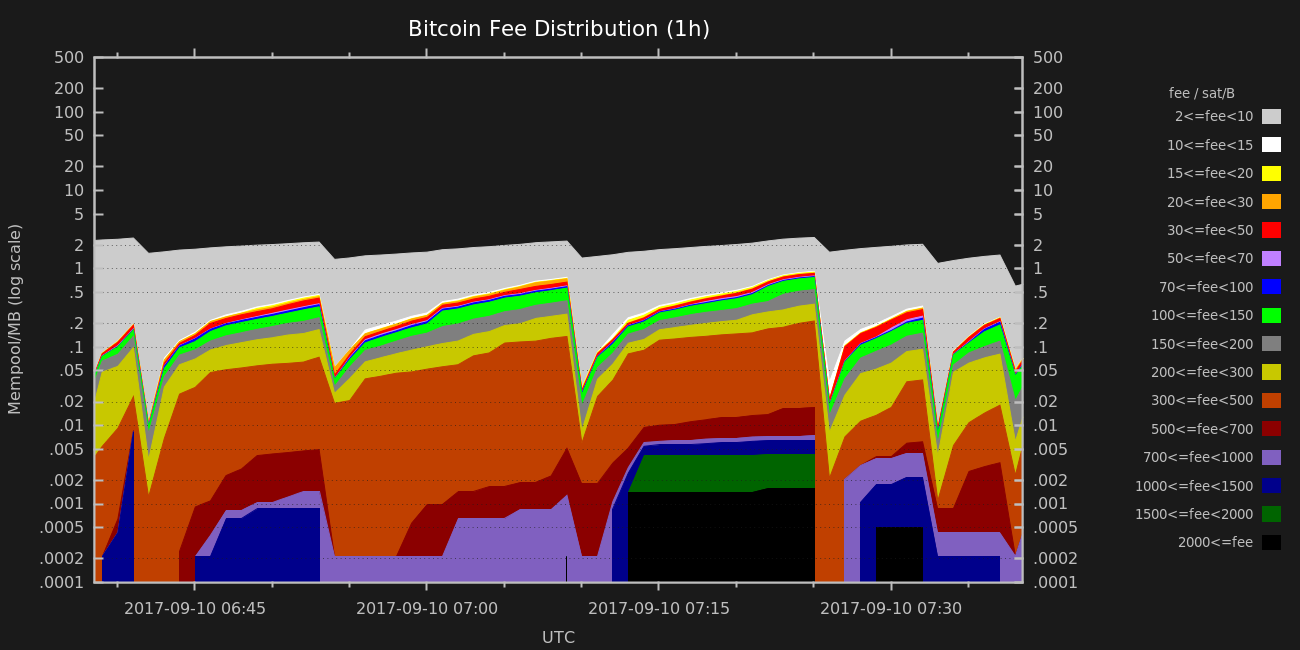 Bitcoin Fee Distribution (1h)
500 500
200 200
100 100
50 50
20 20
10 10
5 5
2 2
1 1
.5 .5
.2 .2
.1 .1
.05 .05
.02 .02
.01 .01
.005 .005
.002 .002
.001 .001
.0005 .0005
.0002 .0002
.0001 .0001
Mempool/MB (log scale)
2017-09-10 06:45 2017-09-10 07:00 2017-09-10 07:15 2017-09-10 07:30
UTC
fee / sat/B
2<=fee<10
10<=fee<15
15<=fee<20
20<=fee<30
30<=fee<50
50<=fee<70
70<=fee<100
100<=fee<150
150<=fee<200
200<=fee<300
300<=fee<500
500<=fee<700
700<=fee<1000
1000<=fee<1500
1500<=fee<2000
2000<=fee